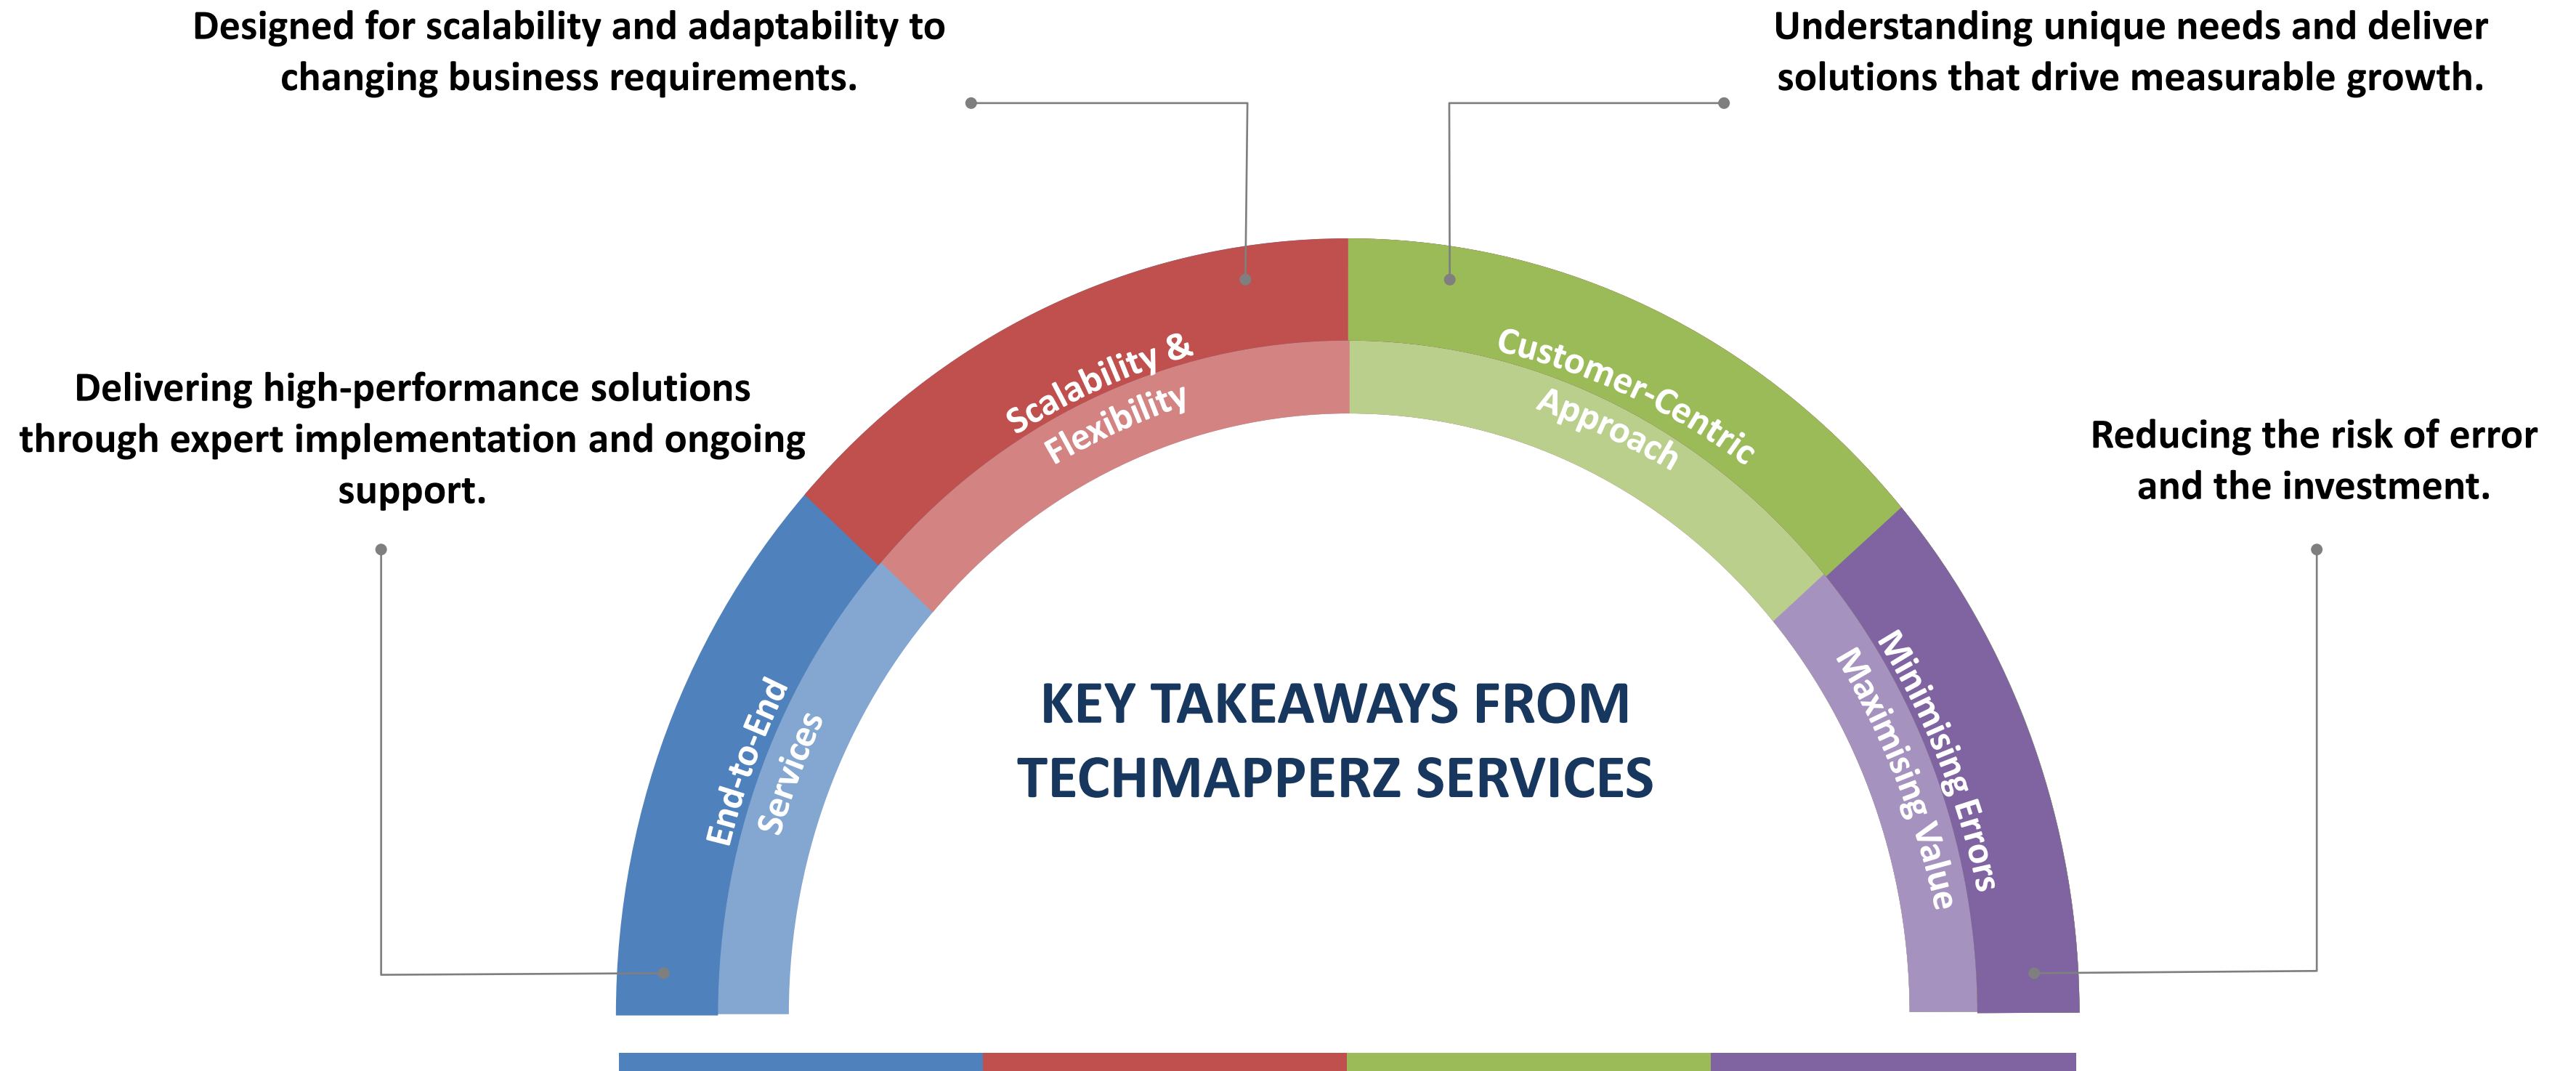 Designed for scalability and adaptability to
changing business requirements.
Understanding unique needs and deliver
solutions that drive measurable growth.
Delivering high-performance solutions
through expert implementation and ongoing
support.
Reducing the risk of error
and the investment.
End-to-End
Services
Scalability &
Flexibility
Customer-Centric
Approach
Minimising Errors
Maximising Value
KEY TAKEAWAYS FROM
TECHMAPPERZ SERVICES